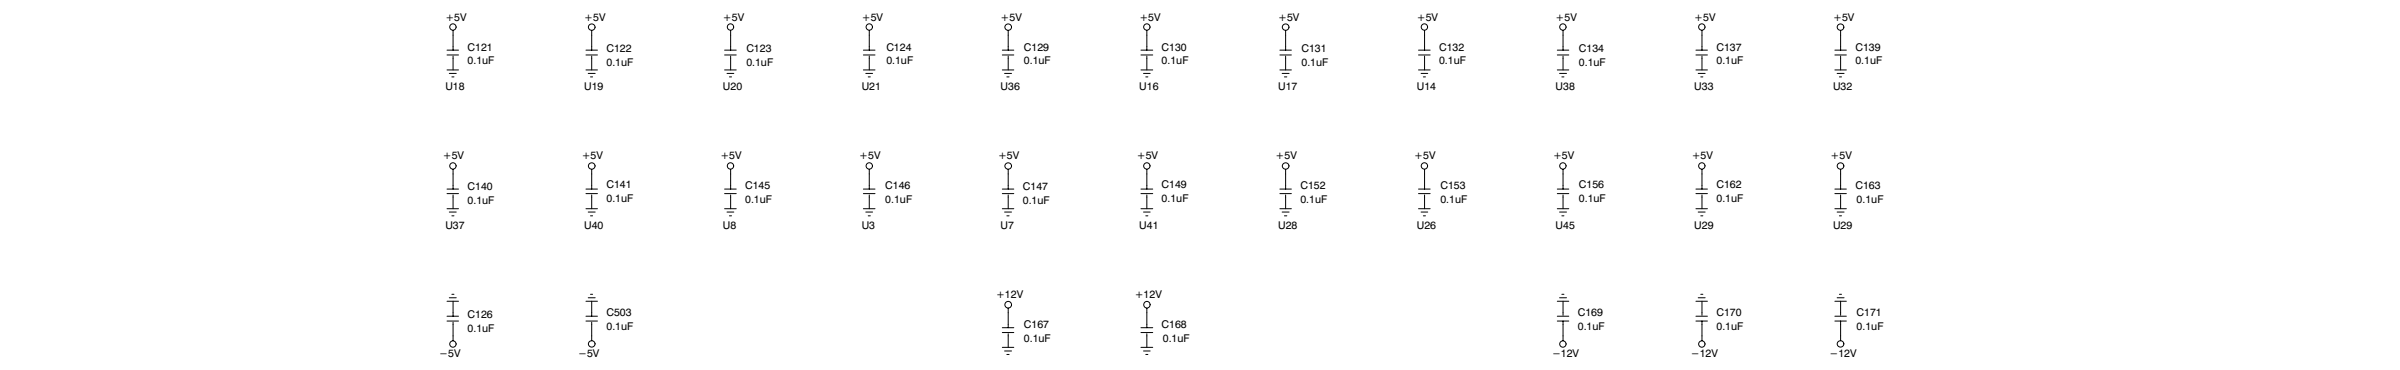 +5V +5V +5V +5V +5V +5V +5V +5V +5V +5V +5V
C121 C122 C123 C124 C129 C130 C131 C132 C134 C137 C139
0.1uF 0.1uF 0.1uF 0.1uF 0.1uF 0.1uF 0.1uF 0.1uF 0.1uF 0.1uF 0.1uF
U18 U19 U20 U21 U36 U16 U17 U14 U38 U33 U32
+5V +5V +5V +5V +5V +5V +5V +5V +5V +5V +5V
C140 C141 C145 C146 C147 C149 C152 C153 C156 C162 C163
0.1uF 0.1uF 0.1uF 0.1uF 0.1uF 0.1uF 0.1uF 0.1uF 0.1uF 0.1uF 0.1uF
U37 U40 U8 U3 U7 U41 U28 U26 U45 U29 U29
+12V +12V
C126 C503 C167 C168 C169 C170 C171
0.1uF 0.1uF 0.1uF 0.1uF 0.1uF 0.1uF 0.1uF
−5V −5V −12V −12V −12V